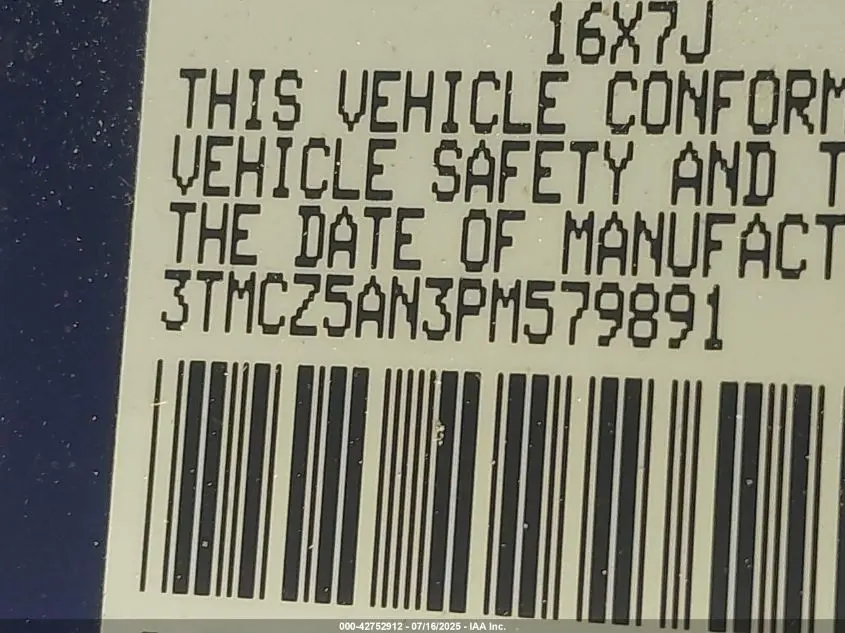 16X7J
THIS VEHICLE CONFORM
VEHICLE SAFETY AND T
THE DATE OF MANUFACT
3TMCZ5AN3PM579891
000-42752912 - 07/16/2025 - IAA Inc.